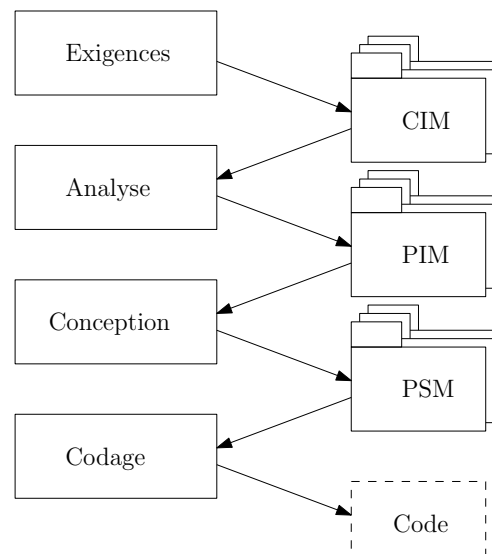 Exigences
CIM
Analyse
PIM
Conception
PSM
Codage
Code